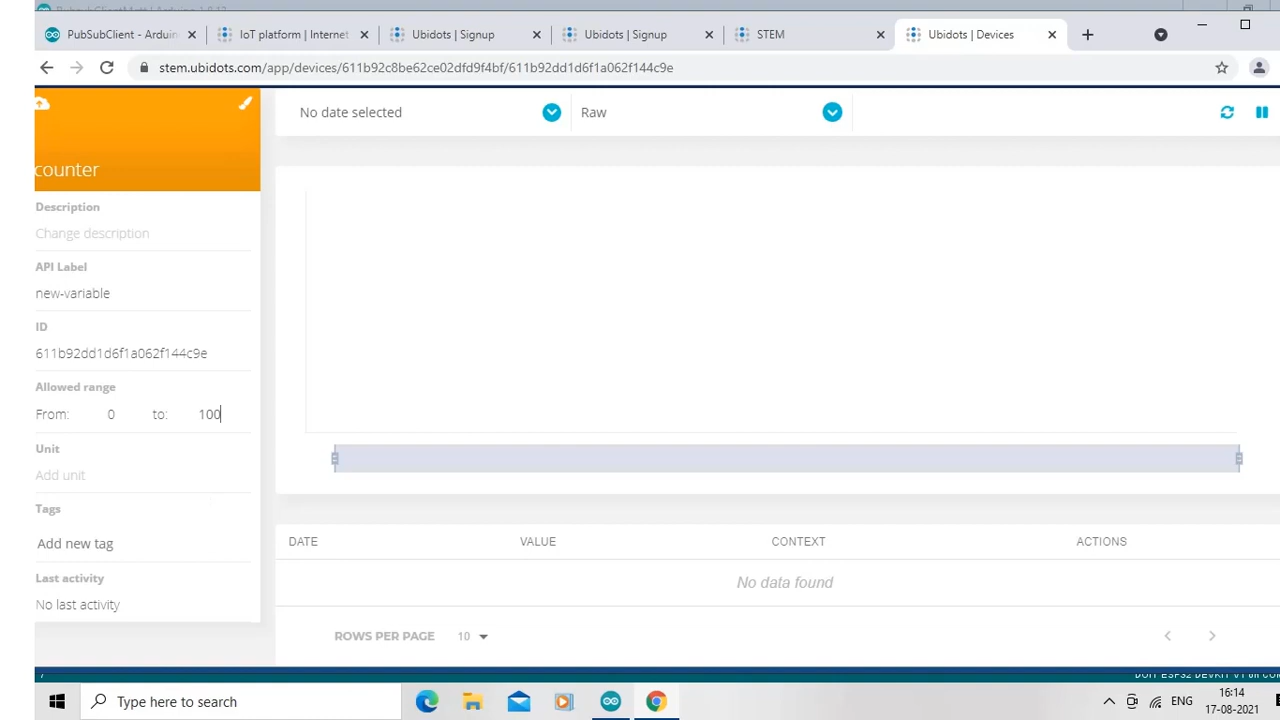 PubSubClient - Arduin
IoT platform | Internet
Ubidots | Signup
Ubidots | Signup
STEM
Ubidots | Devices
stem.ubidots.com/app/devices/611b92c8be62ce02dfd9f4bf/611b92dd1d6f1a062f144c9e
No date selected
Raw
counter
Description
Change description
API Label
new-variable
ID
611b92dd1d6f1a062f144c9e
Allowed range
From: 0 to: 100
Unit
Add unit
Tags
Add new tag
Last activity
No last activity
DATE VALUE CONTEXT ACTIONS
No data found
ROWS PER PAGE 10
Type here to search
ENG
16:14
17-08-2021